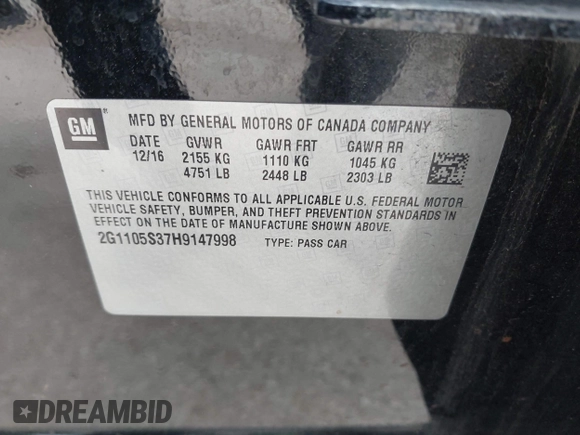 GM®
MFD BY GENERAL MOTORS OF CANADA COMPANY
DATE GVWR GAWR FRT GAWR RR
12/16 2155 KG 1110 KG 1045 KG
4751 LB 2448 LB 2303 LB
THIS VEHICLE CONFORMS TO ALL APPLICABLE U.S. FEDERAL MOTOR
VEHICLE SAFETY, BUMPER, AND THEFT PREVENTION STANDARDS IN
EFFECT ON THE DATE OF MANUFACTURE SHOWN ABOVE.
2G1105S37H9147998 TYPE: PASS CAR
DREAMBID